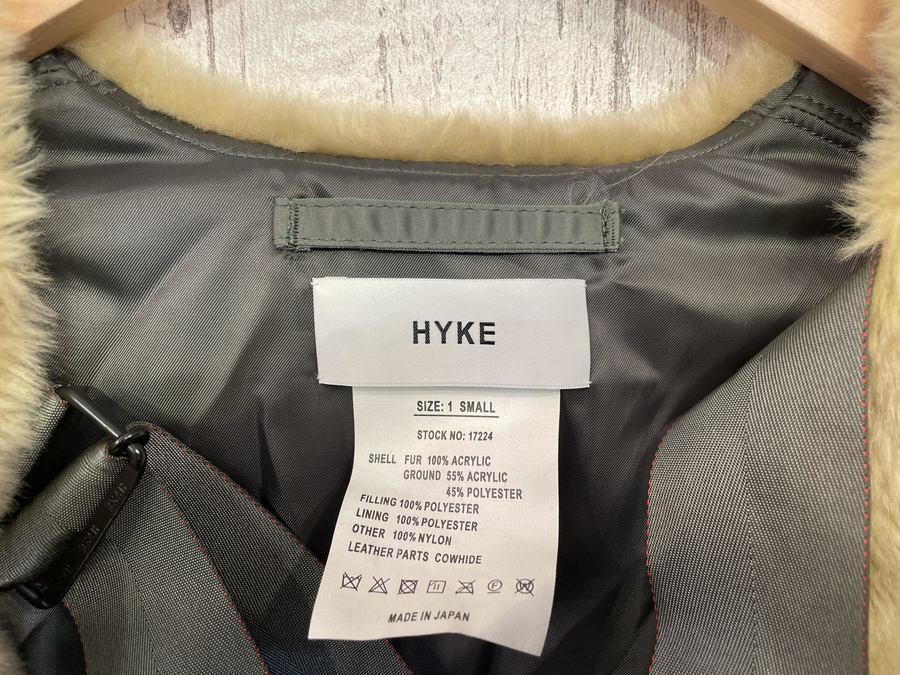 HYKE
SIZE: 1 SMALL
STOCK NO: 17224
SHELL FUR 100% ACRYLIC
GROUND 55% ACRYLIC
45% POLYESTER
FILLING 100% POLYESTER
LINING 100% POLYESTER
OTHER 100% NYLON
LEATHER PARTS COWHIDE
MADE IN JAPAN